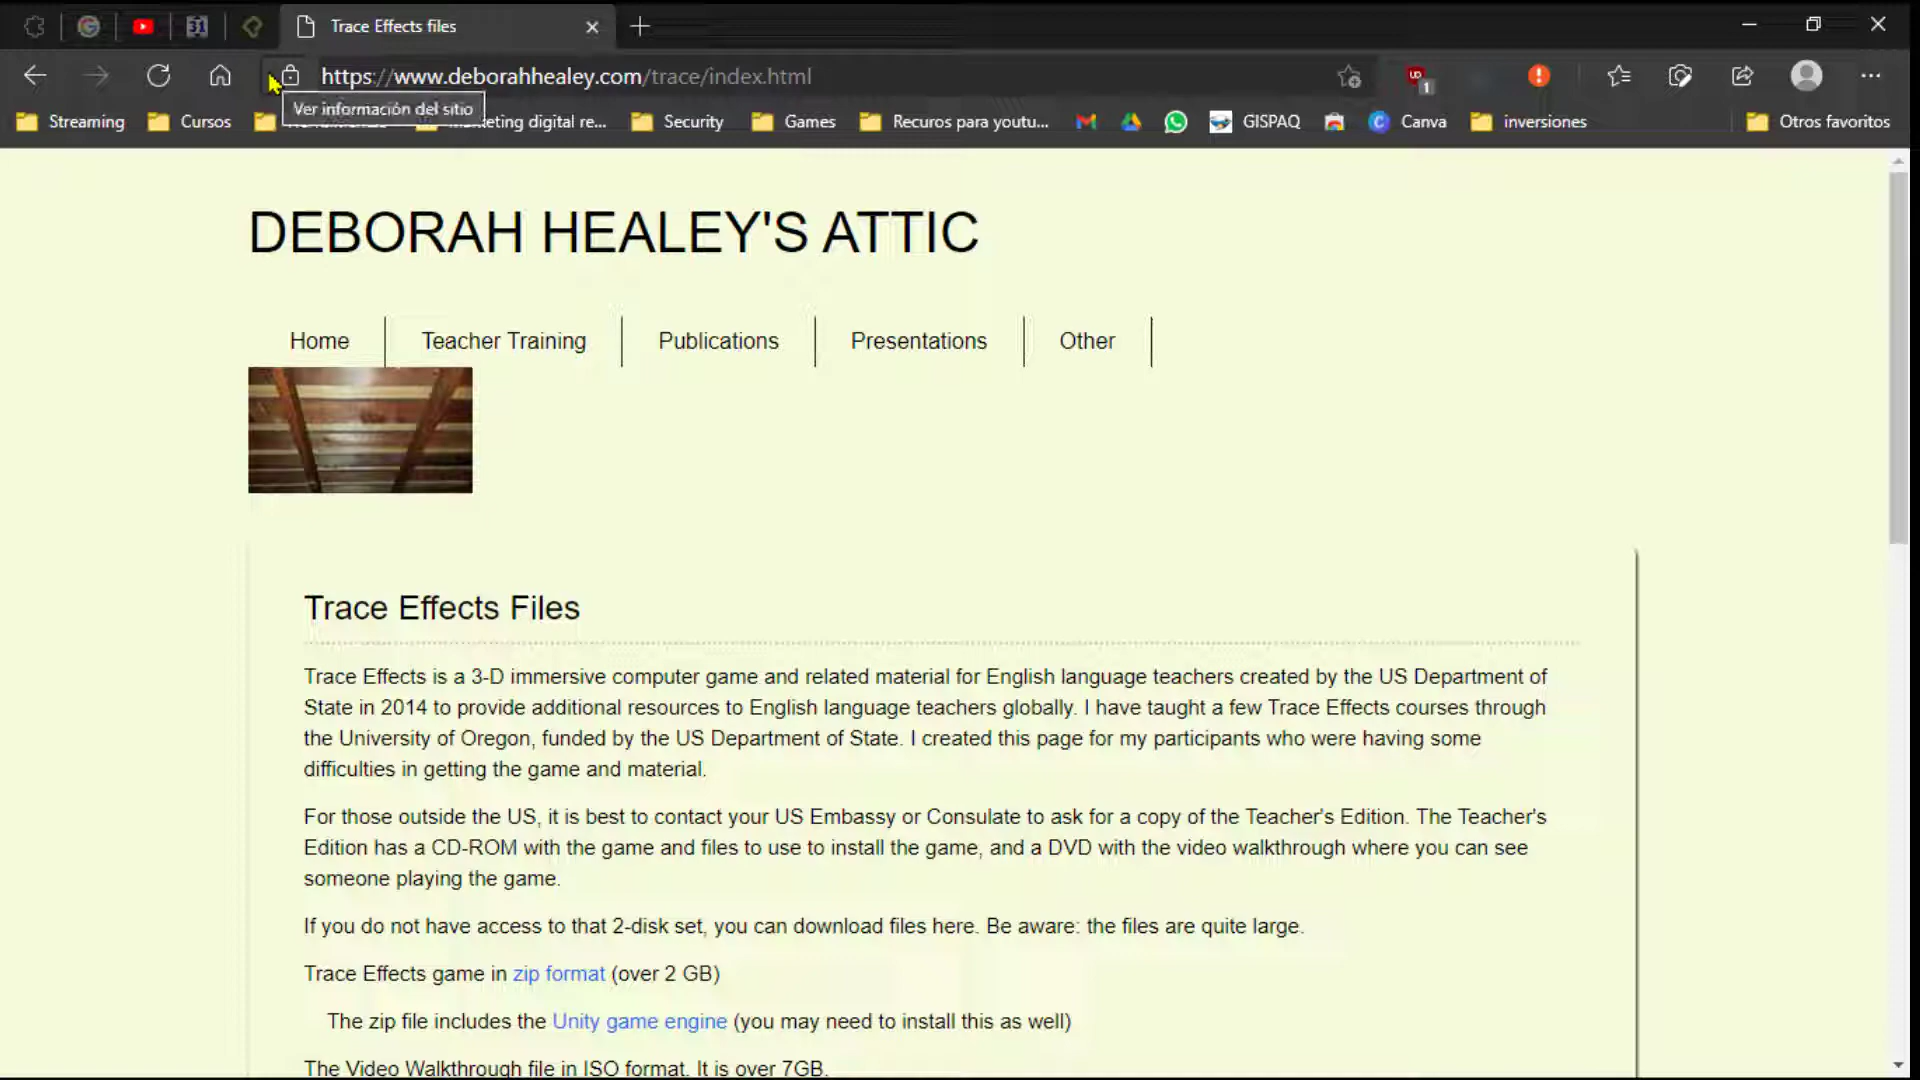 31
Trace Effects files
https://www.deborahhealey.com/trace/index.html
1
Ver información del sitio
Streaming
Cursos
keting digital re...
Security
Games
Recuros para youtu...
GISPAQ
Canva
inversiones
Otros favoritos
DEBORAH HEALEY'S ATTIC
Home
Teacher Training
Publications
Presentations
Other
Trace Effects Files
Trace Effects is a 3-D immersive computer game and related material for English language teachers created by the US Department of
State in 2014 to provide additional resources to English language teachers globally. I have taught a few Trace Effects courses through
the University of Oregon, funded by the US Department of State. I created this page for my participants who were having some
difficulties in getting the game and material.
For those outside the US, it is best to contact your US Embassy or Consulate to ask for a copy of the Teacher's Edition. The Teacher's
Edition has a CD-ROM with the game and files to use to install the game, and a DVD with the video walkthrough where you can see
someone playing the game.
If you do not have access to that 2-disk set, you can download files here. Be aware: the files are quite large.
Trace Effects game in zip format (over 2 GB)
The zip file includes the Unity game engine (you may need to install this as well)
The Video Walkthrough file in ISO format. It is over 7GB.